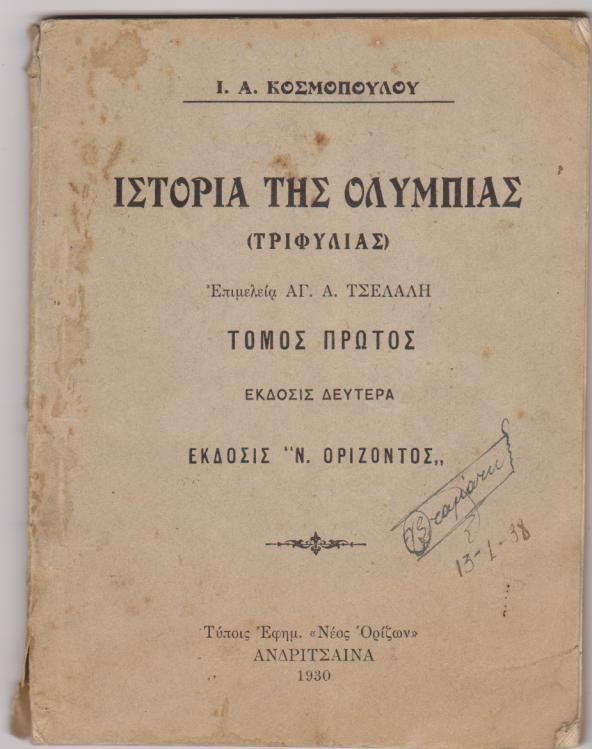 Ι. Α. ΚΟΣΜΟΠΟΥΛΟΥ
ΙΣΤΟΡΙΑ ΤΗΣ ΟΛΥΜΠΙΑΣ
(ΤΡΙΦΥΛΙΑΣ)
Ἐπιμελείᾳ ΑΓ. Α. ΤΣΕΛΑΛΗ
ΤΟΜΟΣ ΠΡΩΤΟΣ
ΕΚΔΟΣΙΣ ΔΕΥΤΕΡΑ
ΕΚΔΟΣΙΣ "Ν. ΟΡΙΖΟΝΤΟΣ„
13-1-38
Τύποις Ἐφημ. «Νέος Ὁρίζων»
ΑΝΔΡΙΤΣΑΙΝΑ
1930